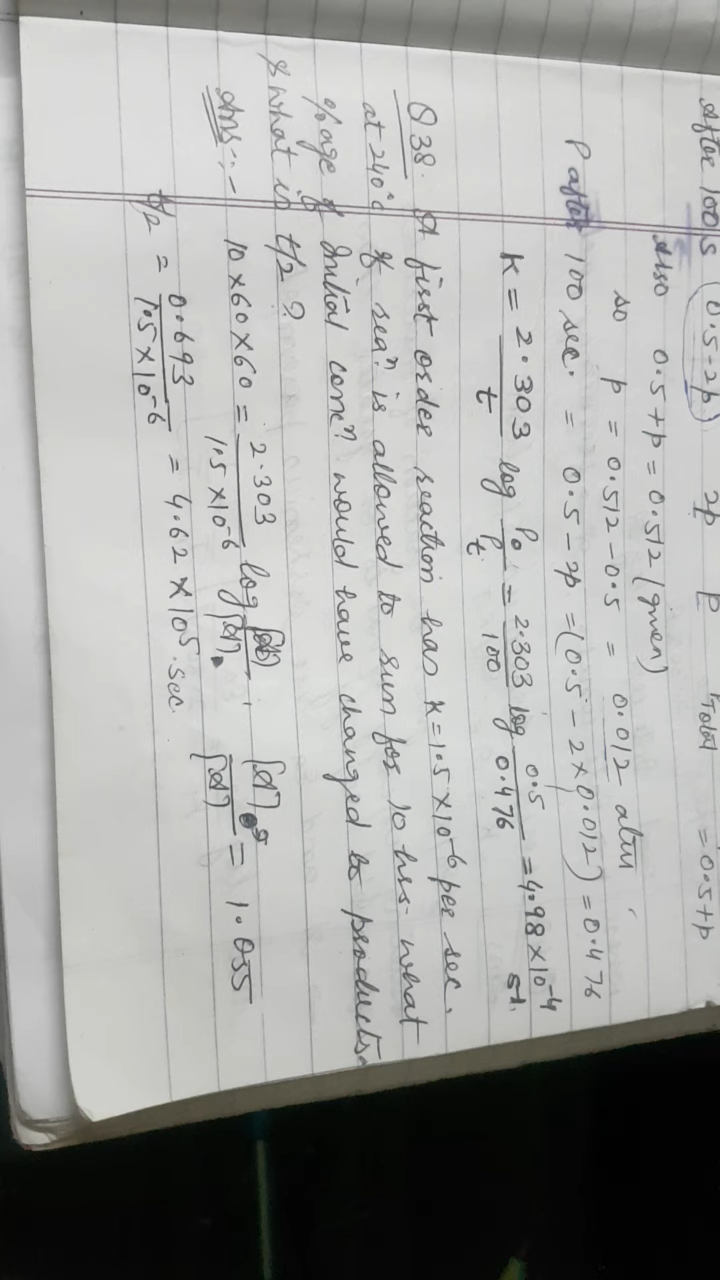 After 100 s (0.5-2p) 2p p Total = 0.5+p
Also 0.5+p = 0.512 (given)
so p = 0.512-0.5 = 0.012 atm
P after 100 sec. = 0.5-2p = (0.5-2×0.012) = 0.476
K = 2.303/t log P₀/Pt = 2.303/100 log 0.5/0.476 = 4.98×10⁻⁴ s-1.
Q38. A first order reaction has K = 1.5×10⁻⁶ per sec.
at 240°C if reaⁿ. is allowed to run for 10 hrs. what
%age of Initial concⁿ. would have changed to products
& what is t/2 ?
Ans:- 10×60×60 = 2.303/1.5×10⁻⁶ log [A]₀/[A] . [A]₀/[A] = 1.055
t/2 = 0.693/1.5×10⁻⁶ = 4.62×10⁵ sec.